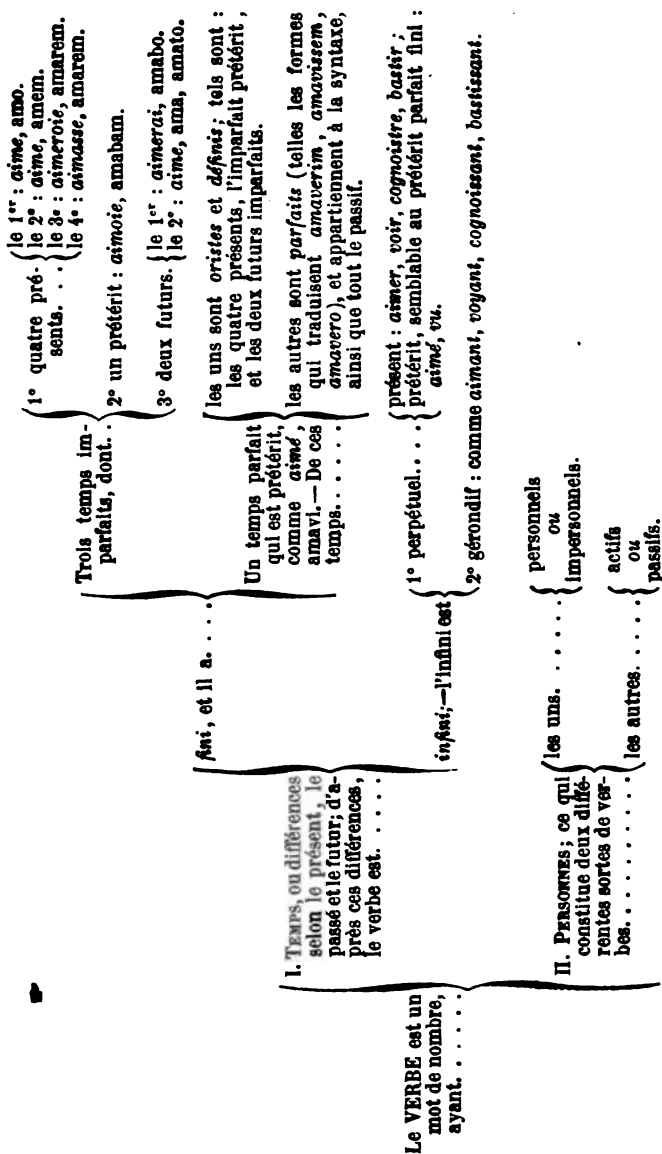 Le VERBE est un
mot de nombre,
ayant. . . . . .
I. TEMPS, ou différences
selon le présent, le
passé et le futur; d'a-
près ces différences,
le verbe est. . . . .
fini, et il a. . . .
Trois temps im-
parfaits, dont. .
1° quatre pré-
sents. . .
le 1er : aime, amo.
le 2e : aime, amem.
le 3e : aimeroie, amarem.
le 4e : aimasse, amarem.
2° un prétérit : aimoie, amabam.
3° deux futurs.
le 1er : aimerai, amabo.
le 2e : aime, ama, amato.
Un temps parfait
qui est prétérit,
comme aimé,
amavi. — De ces
temps. . . . . .
les uns sont oristes et définis; tels sont :
les quatre présents, l'imparfait prétérit,
et les deux futurs imparfaits.
les autres sont parfaits (telles les formes
qui traduisent amaverim, amavissem,
amavero), et appartiennent à la syntaxe,
ainsi que tout le passif.
infini; — l'infini est
1° perpétuel. . . .
présent : aimer, voir, cognoistre, bastir;
prétérit, semblable au prétérit parfait fini :
aimé, vu.
2° gérondif : comme aimant, voyant, cognoissant, bastissant.
II. PERSONNES; ce qui
constitue deux diffé-
rentes sortes de ver-
bes. . . . . . . . . .
les uns. . . . . . .
personnels
ou
impersonnels.
les autres. . . . . .
actifs
ou
passifs.